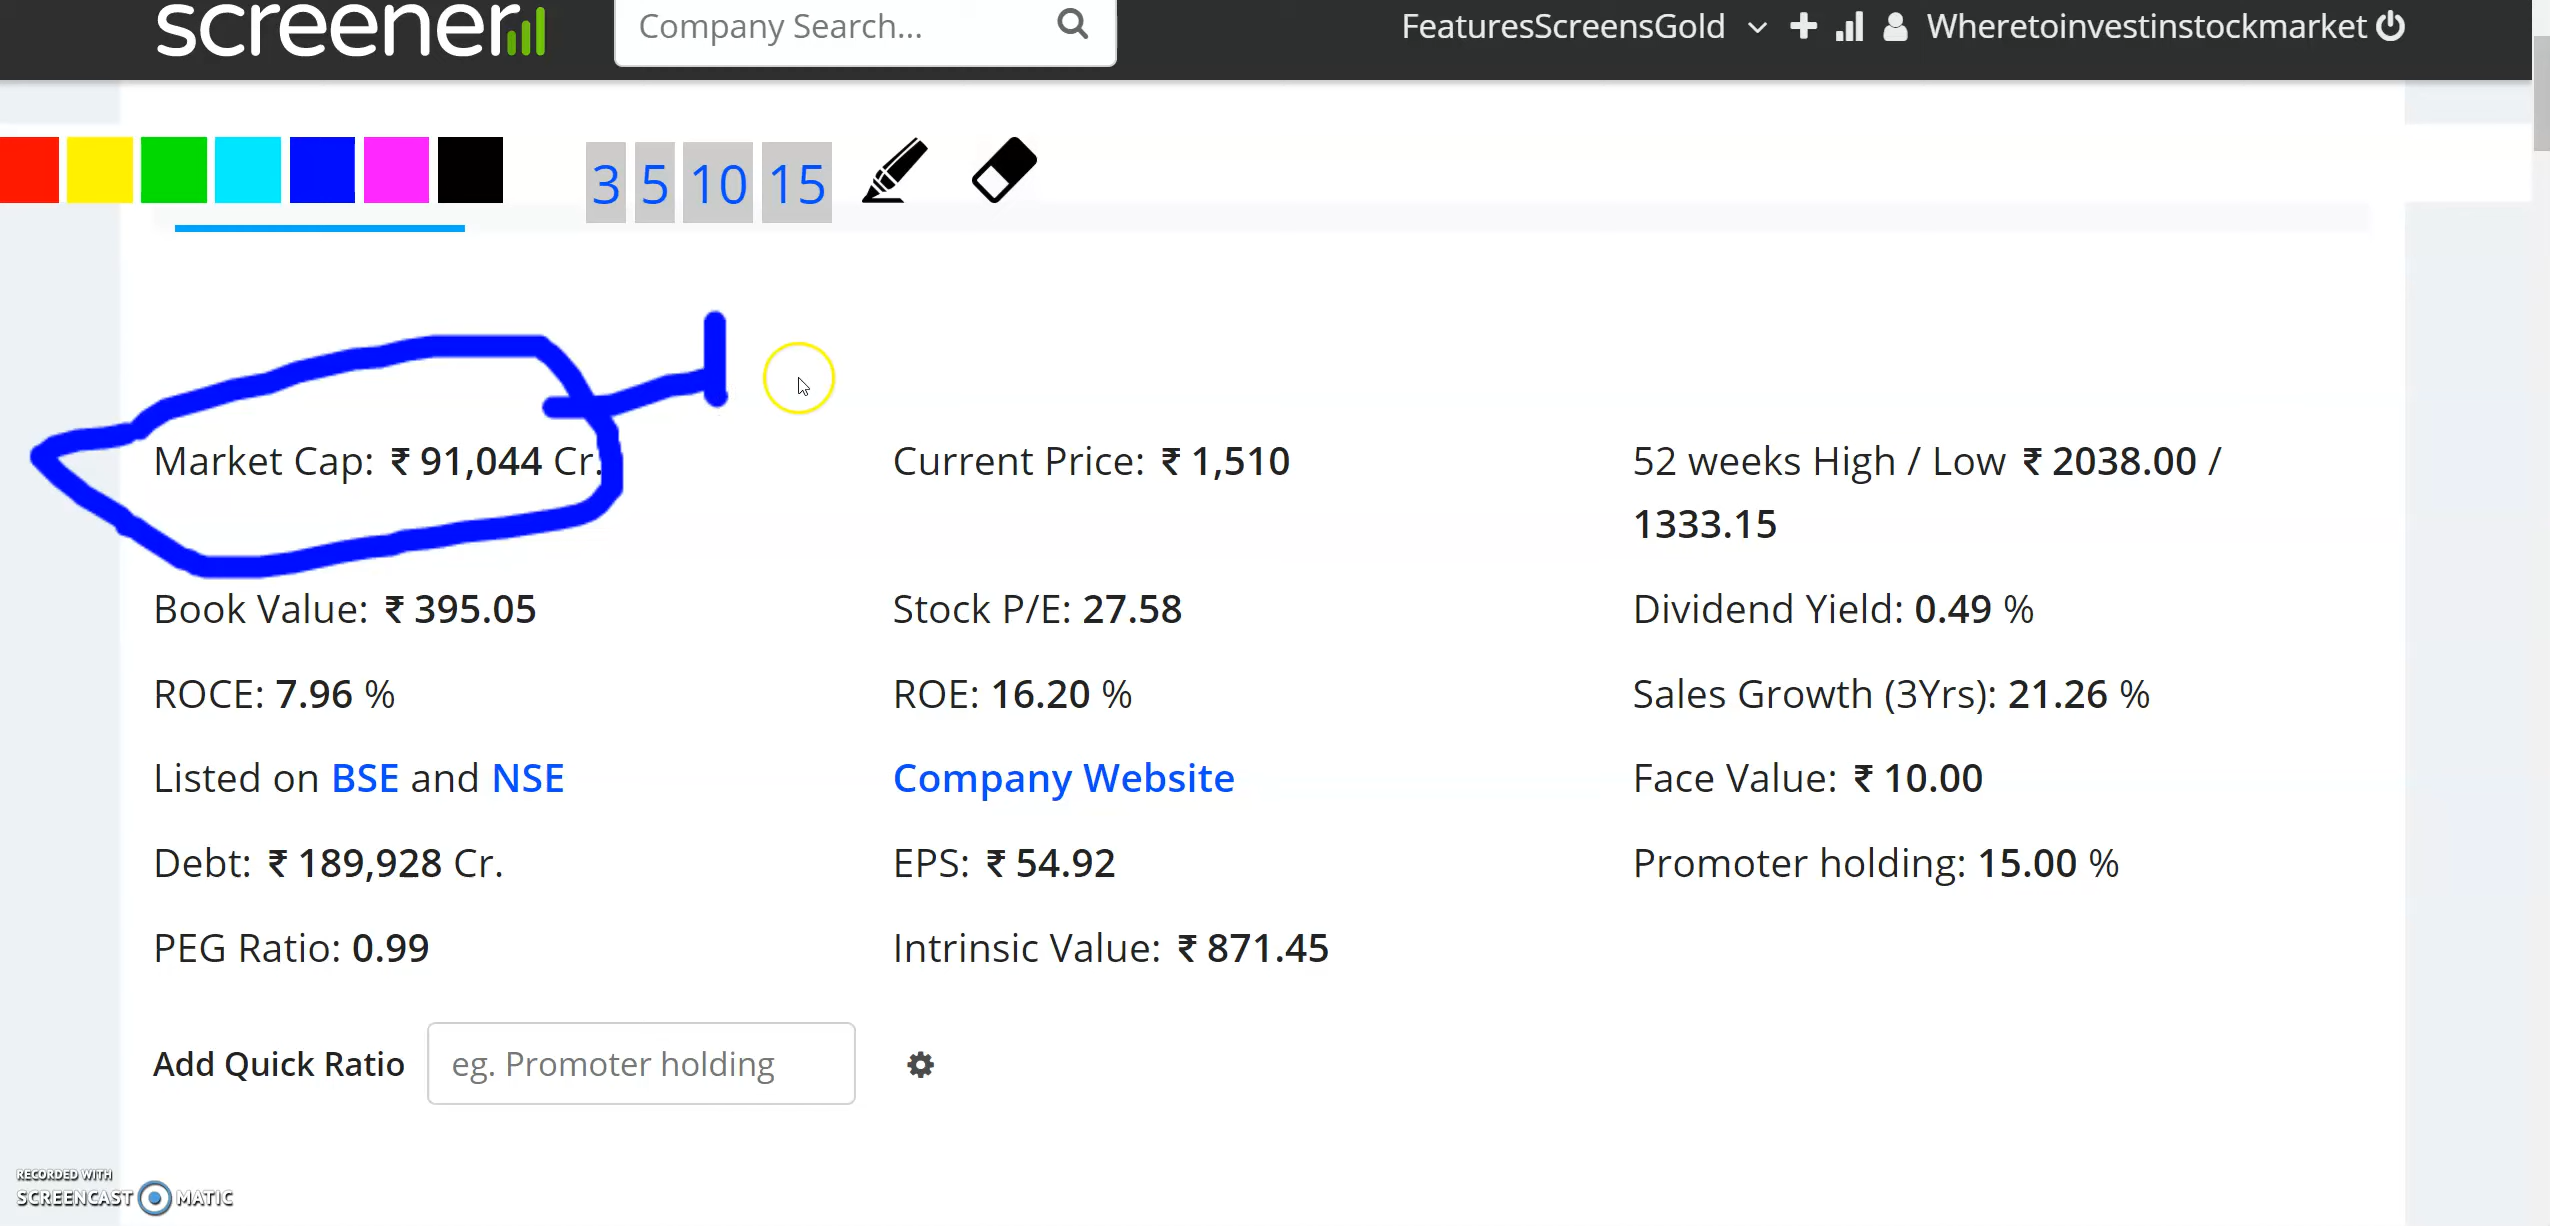 screener
Company Search...
FeaturesScreensGold
Wheretoinvestinstockmarket
3 5 10 15
Market Cap: ₹ 91,044 Cr.
Current Price: ₹ 1,510
52 weeks High / Low ₹ 2038.00 /
1333.15
Book Value: ₹ 395.05
Stock P/E: 27.58
Dividend Yield: 0.49 %
ROCE: 7.96 %
ROE: 16.20 %
Sales Growth (3Yrs): 21.26 %
Listed on BSE and NSE
Company Website
Face Value: ₹ 10.00
Debt: ₹ 189,928 Cr.
EPS: ₹ 54.92
Promoter holding: 15.00 %
PEG Ratio: 0.99
Intrinsic Value: ₹ 871.45
Add Quick Ratio
eg. Promoter holding
RECORDED WITH
SCREENCAST MATIC